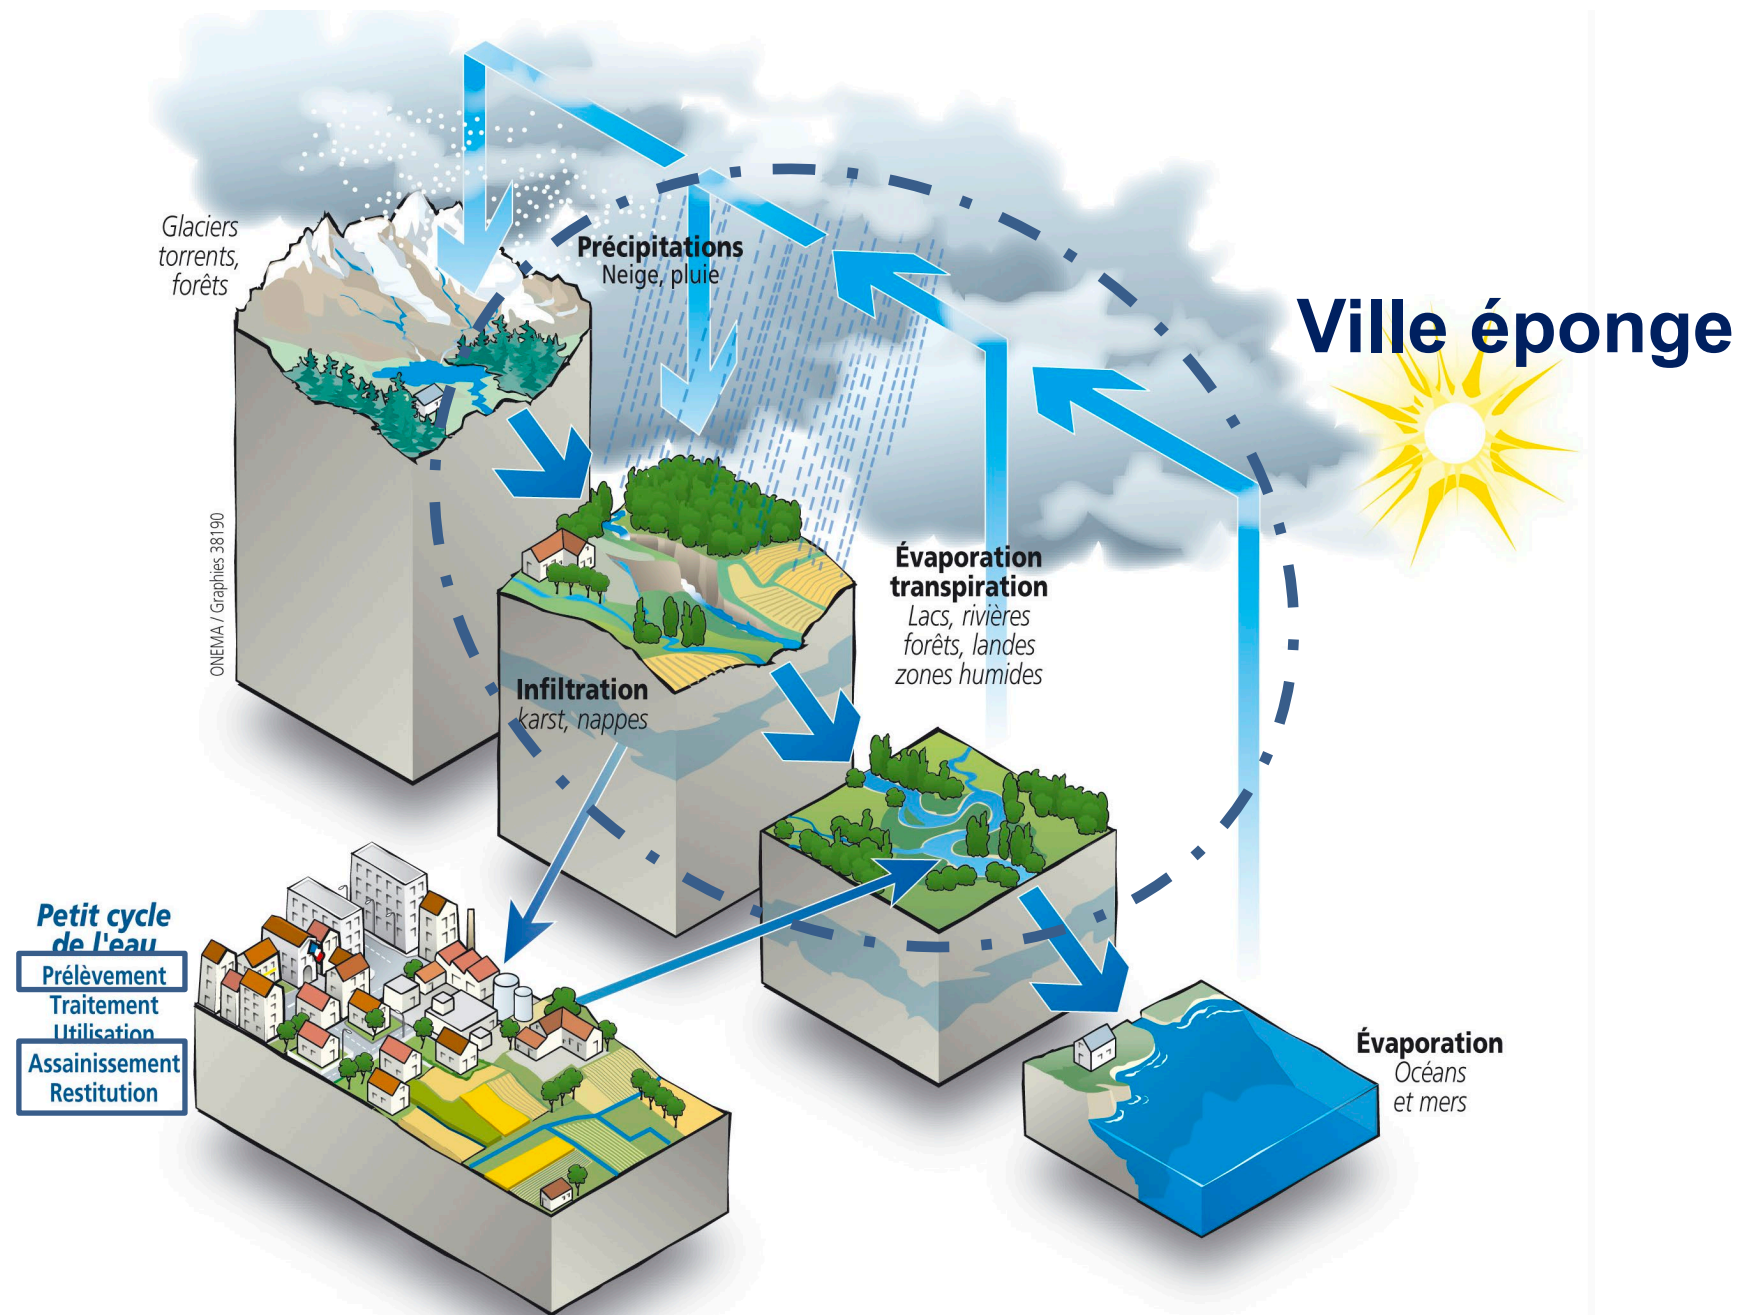 Glaciers
torrents,
forêts
Précipitations
Neige, pluie
Ville éponge
ONEMA / Graphies 38190
Évaporation
transpiration
Lacs, rivières
forêts, landes
zones humides
Infiltration
karst, nappes
Petit cycle
de l'eau
Prélèvement
Traitement
Utilisation
Assainissement
Restitution
Évaporation
Océans
et mers